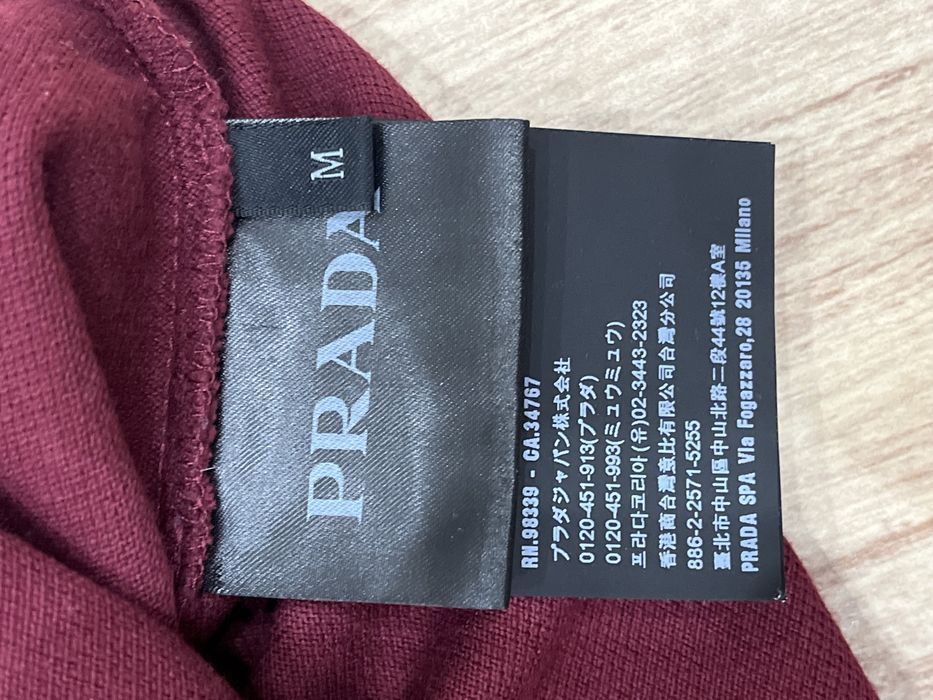 M
PRADA
RN.98339 - CA.34767
プラダジャパン株式会社
0120-451-913(プラダ)
0120-451-993(ミュウミュウ)
프라다코리아(유)02-3443-2323
香港商台灣意比有限公司台灣分公司
886-2-2571-5255
臺北市中山區中山北路二段44號12樓A室
PRADA SPA Via Fogazzaro,28 20135 Milano